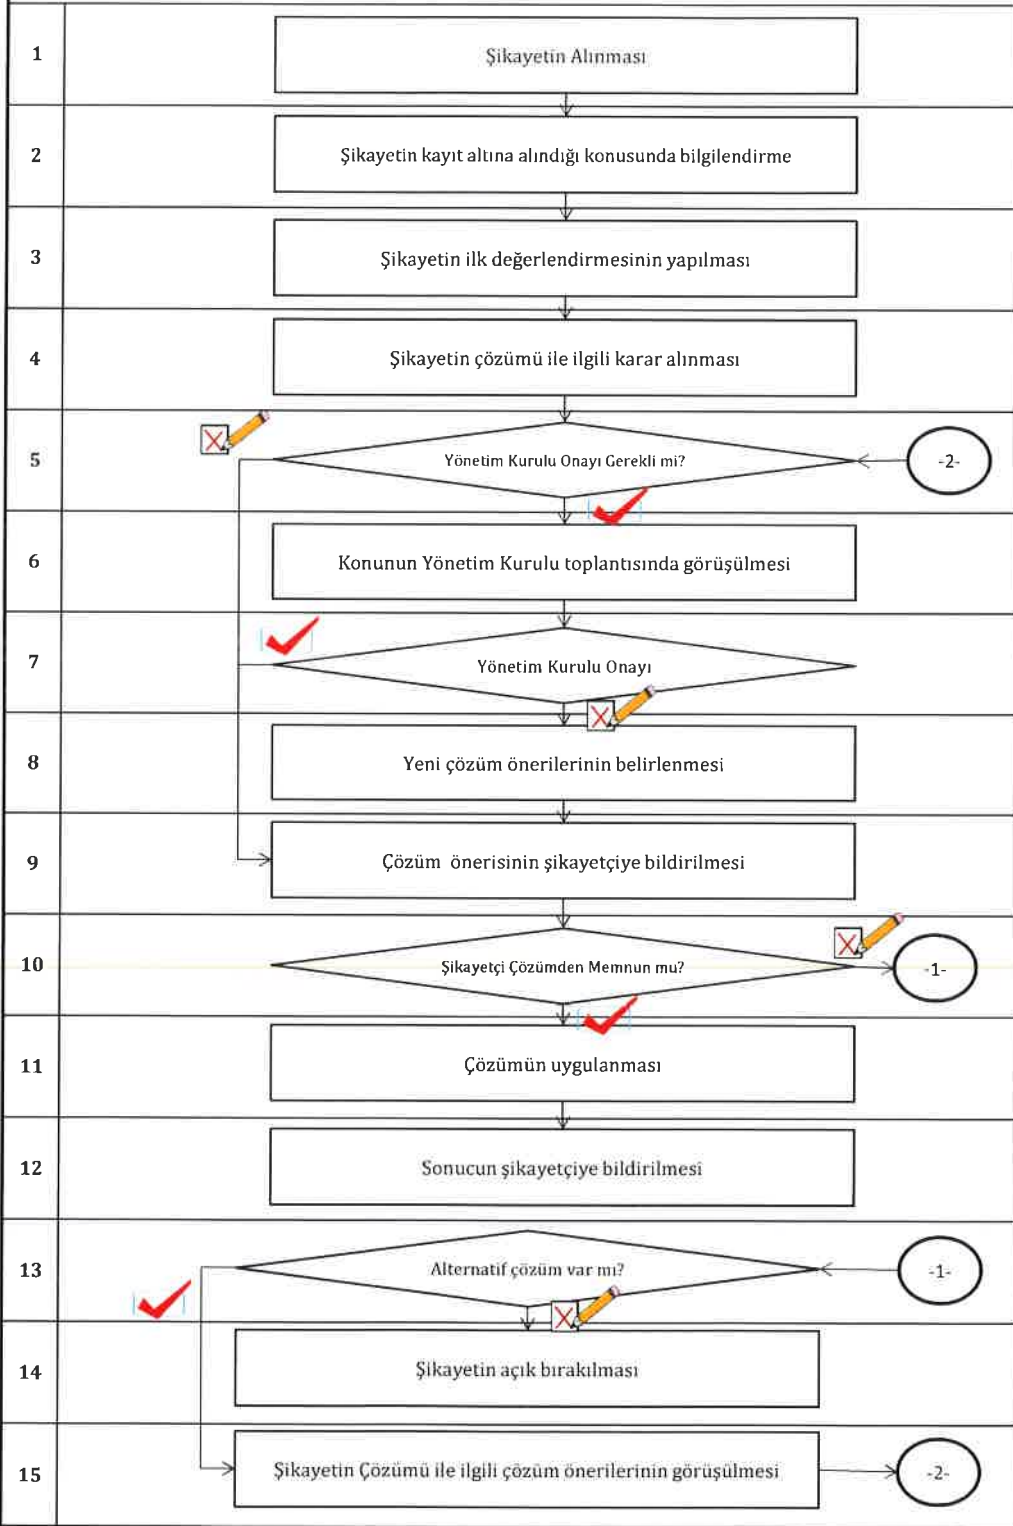 1
Şikayetin Alınması
2
Şikayetin kayıt altına alındığı konusunda bilgilendirme
3
Şikayetin ilk değerlendirmesinin yapılması
4
Şikayetin çözümü ile ilgili karar alınması
5
Yönetim Kurulu Onayı Gerekli mi?
-2-
6
Konunun Yönetim Kurulu toplantısında görüşülmesi
7
Yönetim Kurulu Onayı
8
Yeni çözüm önerilerinin belirlenmesi
9
Çözüm önerisinin şikayetçiye bildirilmesi
10
Şikayetçi Çözümden Memnun mu?
-1-
11
Çözümün uygulanması
12
Sonucun şikayetçiye bildirilmesi
13
Alternatif çözüm var mı?
-1-
14
Şikayetin açık bırakılması
15
Şikayetin Çözümü ile ilgili çözüm önerilerinin görüşülmesi
-2-